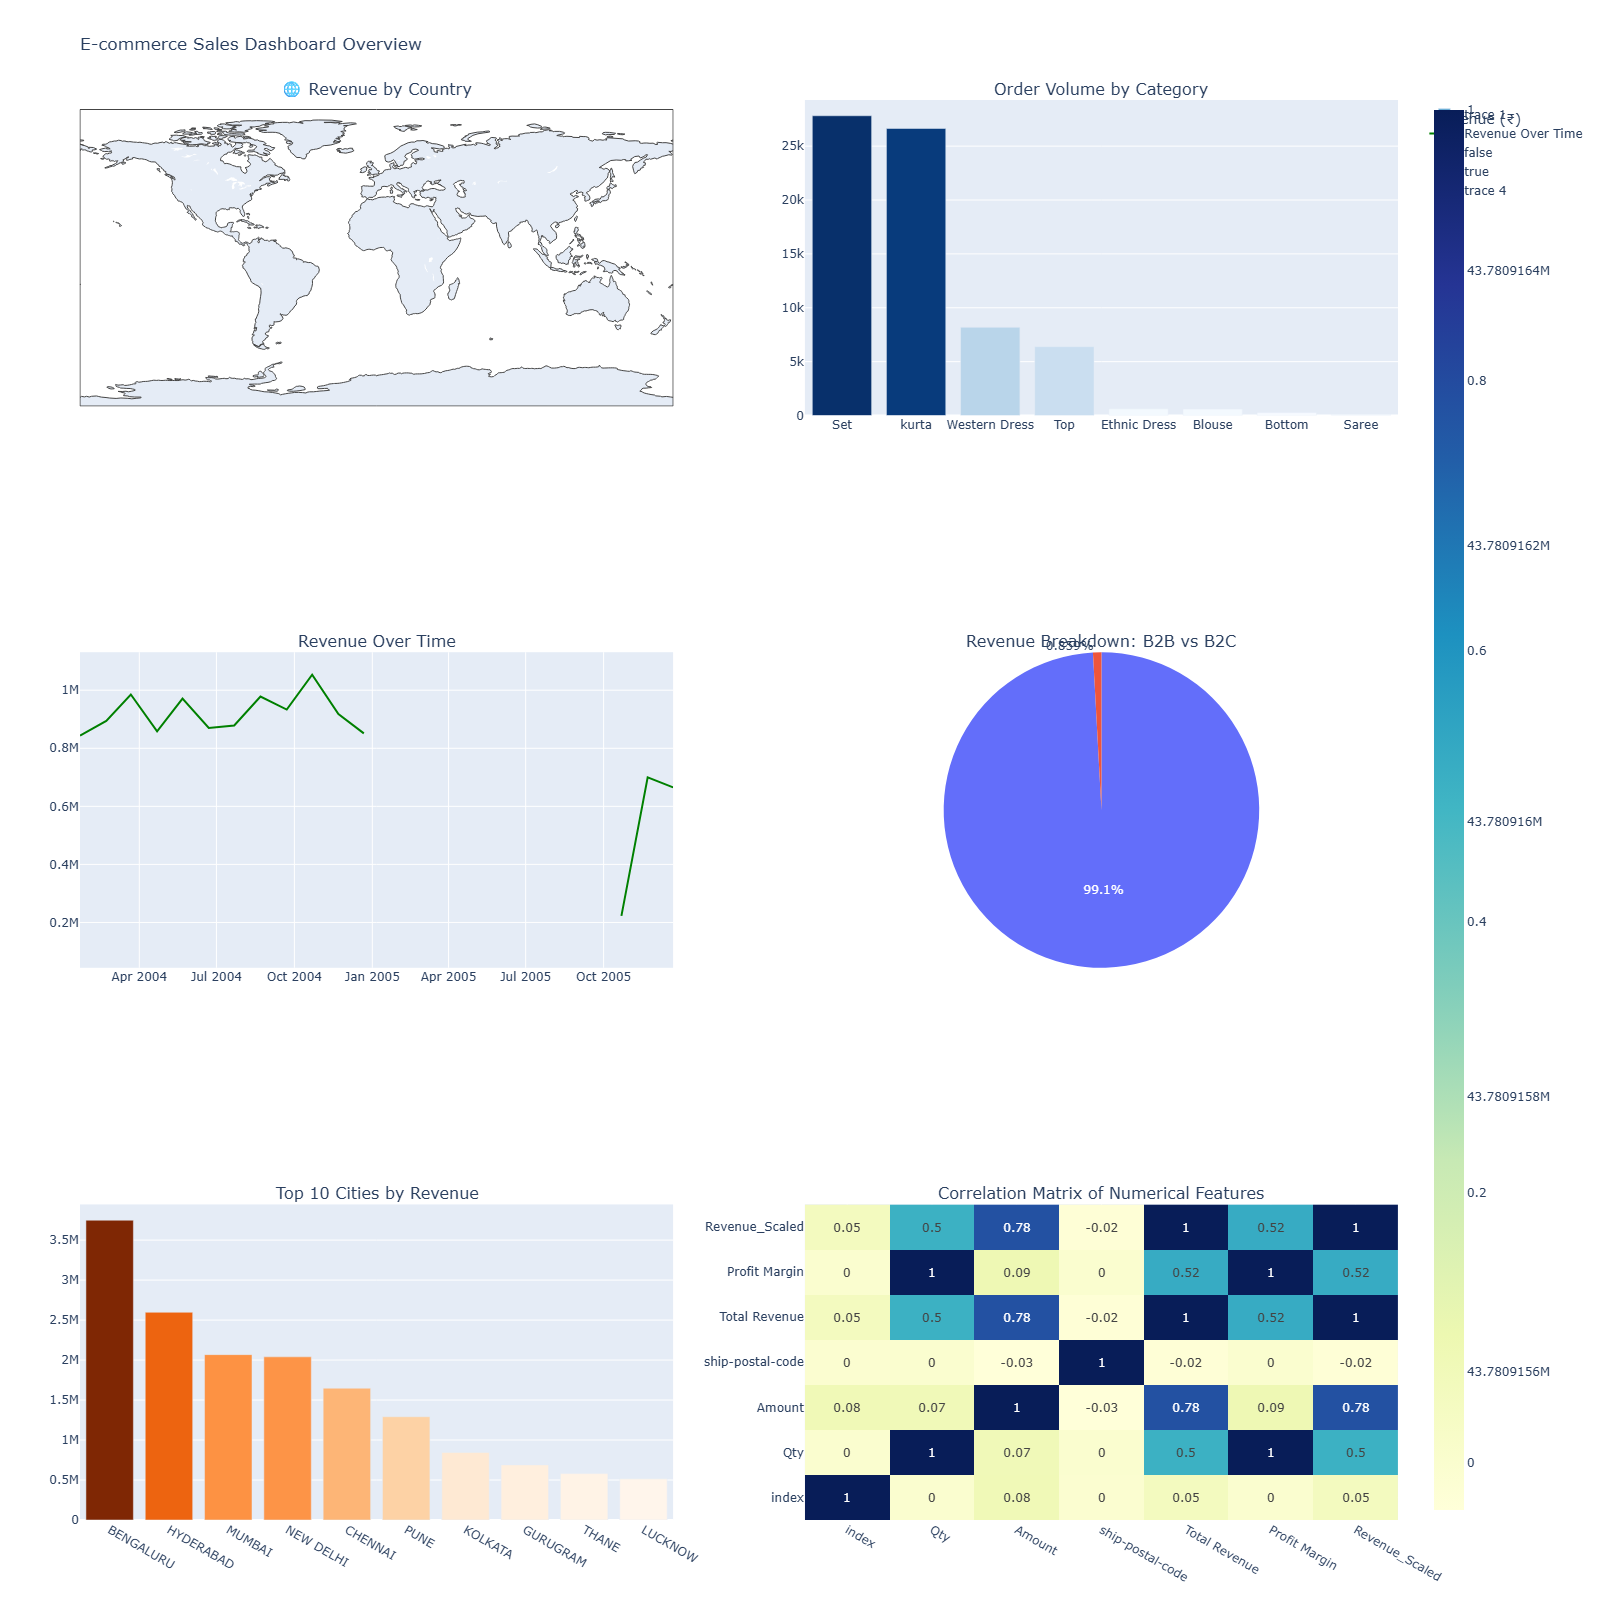 E-commerce Sales Dashboard Overview
🌐 Revenue by Country
Order Volume by Category
25k
20k
15k
10k
5k
0
Set kurta Western Dress Top Ethnic Dress Blouse Bottom Saree
1
trace 1
(₹)
Revenue Over Time
false
true
trace 4
43.7809164M
0.8
43.7809162M
0.6
43.780916M
0.4
43.7809158M
0.2
43.7809156M
0
Revenue Over Time
1M
0.8M
0.6M
0.4M
0.2M
Apr 2004 Jul 2004 Oct 2004 Jan 2005 Apr 2005 Jul 2005 Oct 2005
Revenue Breakdown: B2B vs B2C
0.859%
99.1%
Top 10 Cities by Revenue
3.5M
3M
2.5M
2M
1.5M
1M
0.5M
0
BENGALURU HYDERABAD MUMBAI NEW DELHI CHENNAI PUNE KOLKATA GURUGRAM THANE LUCKNOW
Correlation Matrix of Numerical Features
Revenue_Scaled 0.05 0.5 0.78 -0.02 1 0.52 1
Profit Margin 0 1 0.09 0 0.52 1 0.52
Total Revenue 0.05 0.5 0.78 -0.02 1 0.52 1
ship-postal-code 0 0 -0.03 1 -0.02 0 -0.02
Amount 0.08 0.07 1 -0.03 0.78 0.09 0.78
Qty 0 1 0.07 0 0.5 1 0.5
index 1 0 0.08 0 0.05 0 0.05
index Qty Amount ship-postal-code Total Revenue Profit Margin Revenue_Scaled